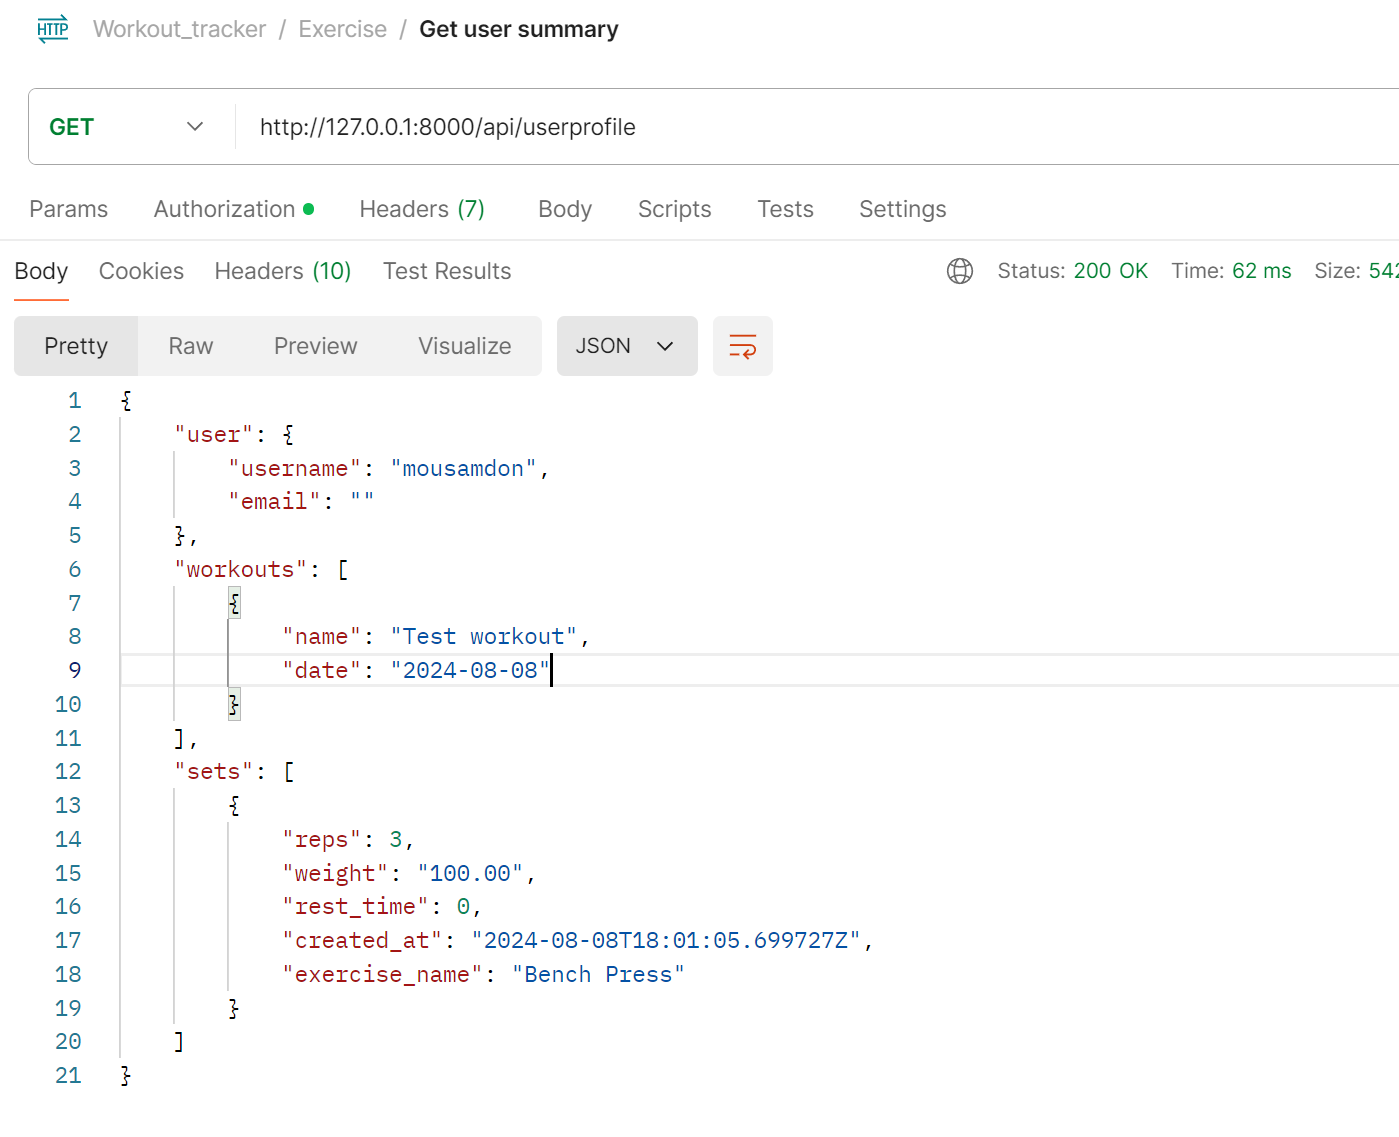 HTTP Workout_tracker / Exercise / Get user summary
GET http://127.0.0.1:8000/api/userprofile
Params Authorization Headers (7) Body Scripts Tests Settings
Body Cookies Headers (10) Test Results Status: 200 OK Time: 62 ms Size: 542
Pretty Raw Preview Visualize JSON
1 {
2 "user": {
3 "username": "mousamdon",
4 "email": ""
5 },
6 "workouts": [
7 {
8 "name": "Test workout",
9 "date": "2024-08-08"
10 }
11 ],
12 "sets": [
13 {
14 "reps": 3,
15 "weight": "100.00",
16 "rest_time": 0,
17 "created_at": "2024-08-08T18:01:05.699727Z",
18 "exercise_name": "Bench Press"
19 }
20 ]
21 }